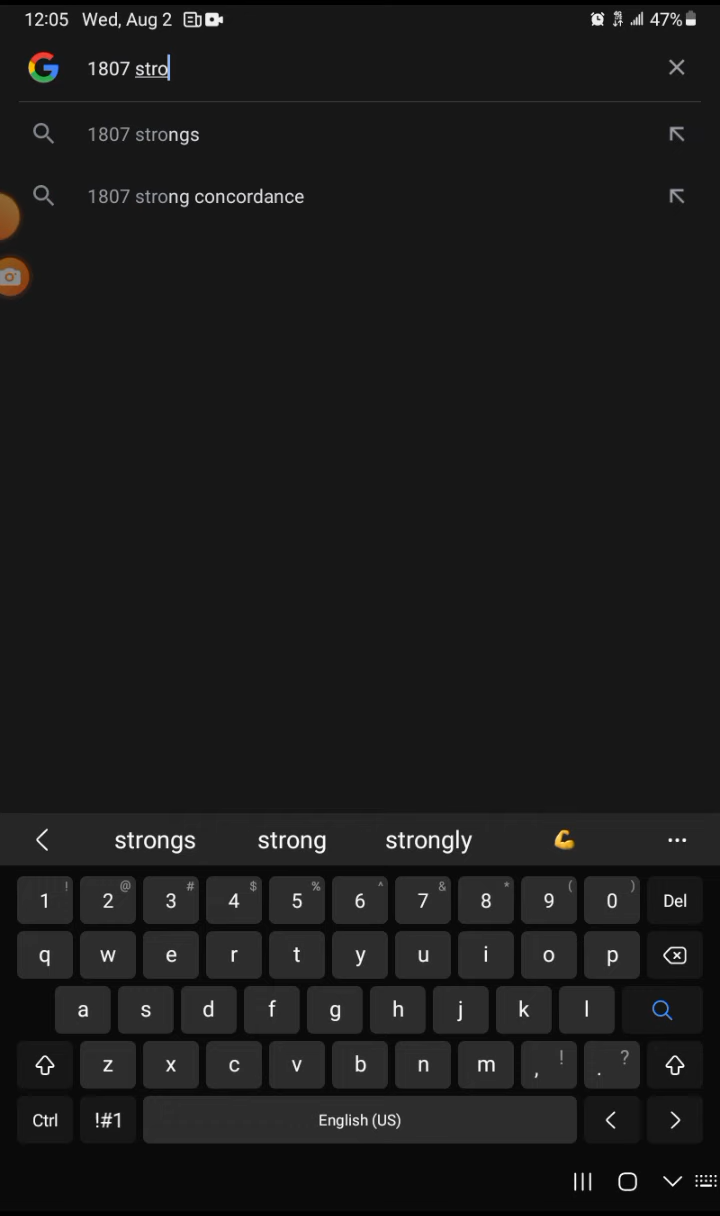 12:05 Wed, Aug 2 47%
1807 stro
1807 strongs
1807 strong concordance
strongs strong strongly 💪 ...
1 ! 2 @ 3 # 4 $ 5 % 6 ^ 7 & 8 * 9 ( 0 ) Del
q w e r t y u i o p
a s d f g h j k l
z x c v b n m , ! . ?
Ctrl !#1 English (US) < >